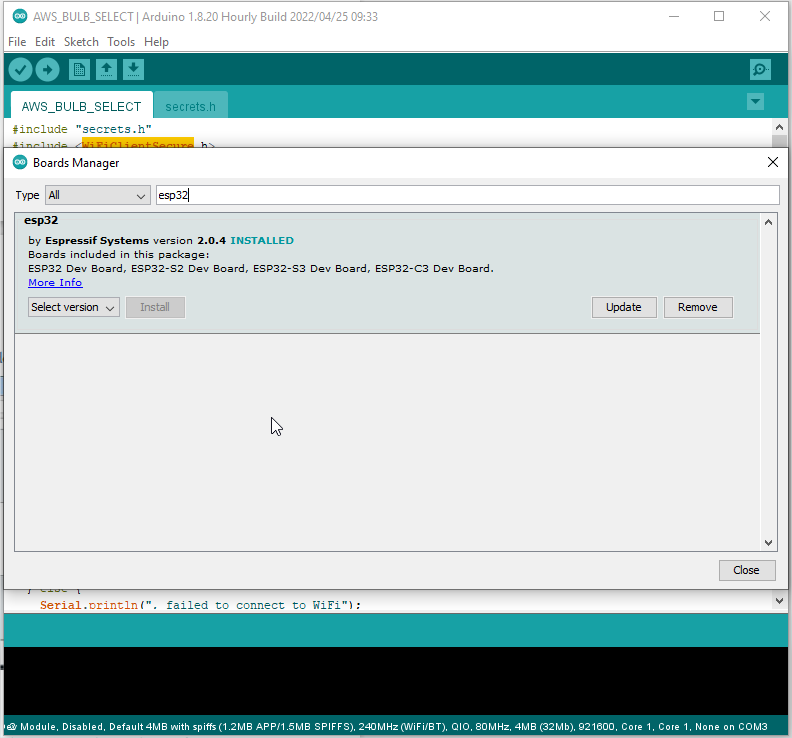 AWS_BULB_SELECT | Arduino 1.8.20 Hourly Build 2022/04/25 09:33
File Edit Sketch Tools Help
AWS_BULB_SELECT secrets.h
#include "secrets.h"
#include <WiFiClientSecure.h>
Boards Manager
Type All esp32
esp32
by Espressif Systems version 2.0.4 INSTALLED
Boards included in this package:
ESP32 Dev Board, ESP32-S2 Dev Board, ESP32-S3 Dev Board, ESP32-C3 Dev Board.
More Info
Select version Install Update Remove
Close
} else {
Serial.println(", failed to connect to WiFi");
Module, Disabled, Default 4MB with spiffs (1.2MB APP/1.5MB SPIFFS), 240MHz (WiFi/BT), QIO, 80MHz, 4MB (32Mb), 921600, Core 1, Core 1, None on COM3